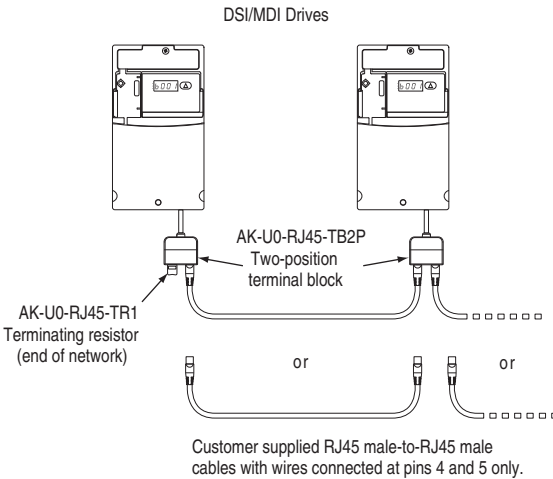 DSI/MDI Drives
b001
b001
AK-U0-RJ45-TB2P
Two-position
terminal block
AK-U0-RJ45-TR1
Terminating resistor
(end of network)
or
or
Customer supplied RJ45 male-to-RJ45 male
cables with wires connected at pins 4 and 5 only.